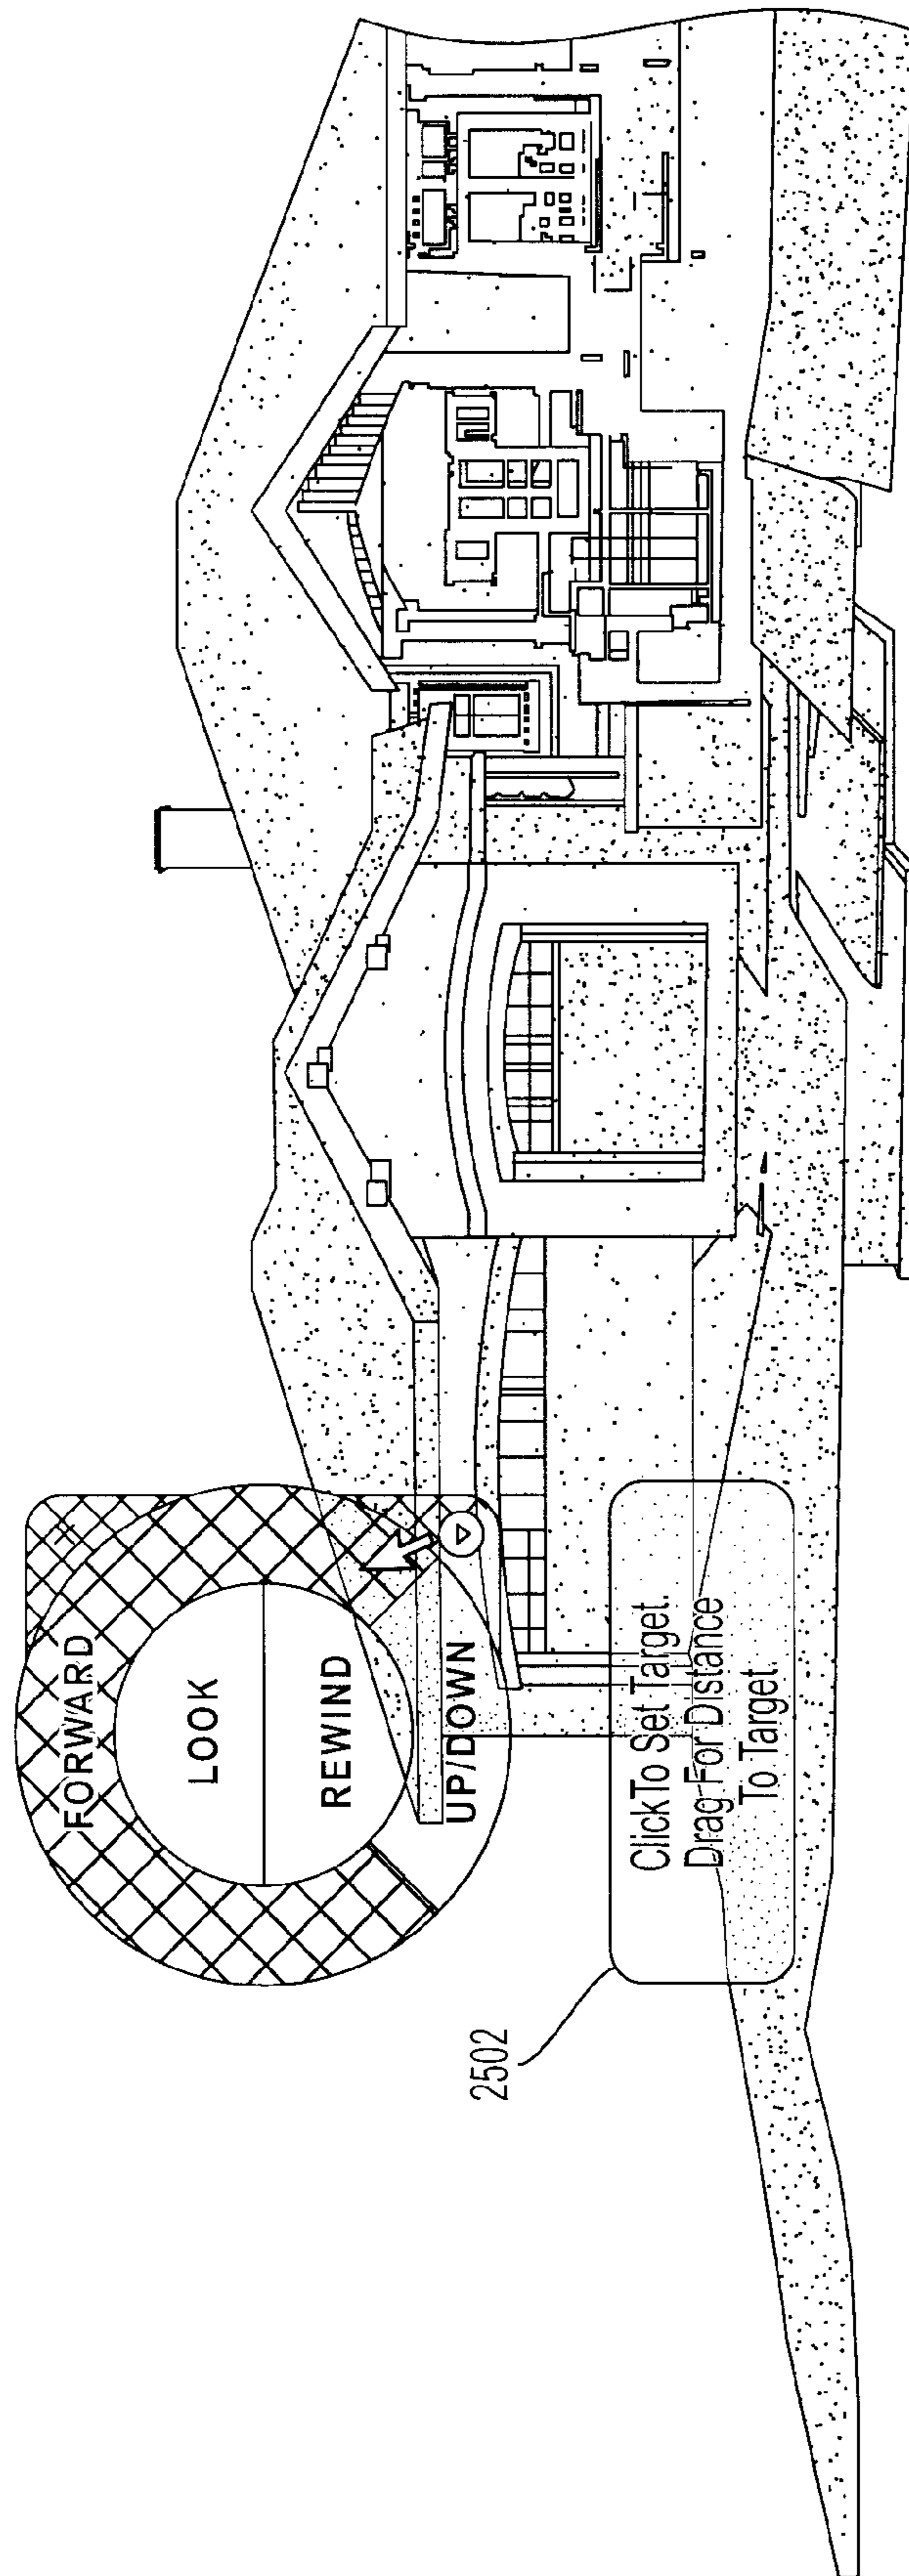 FORWARD
LOOK
REWIND
UP/DOWN
ClickTo Set Target.
Drag For Distance
To Target.
2502